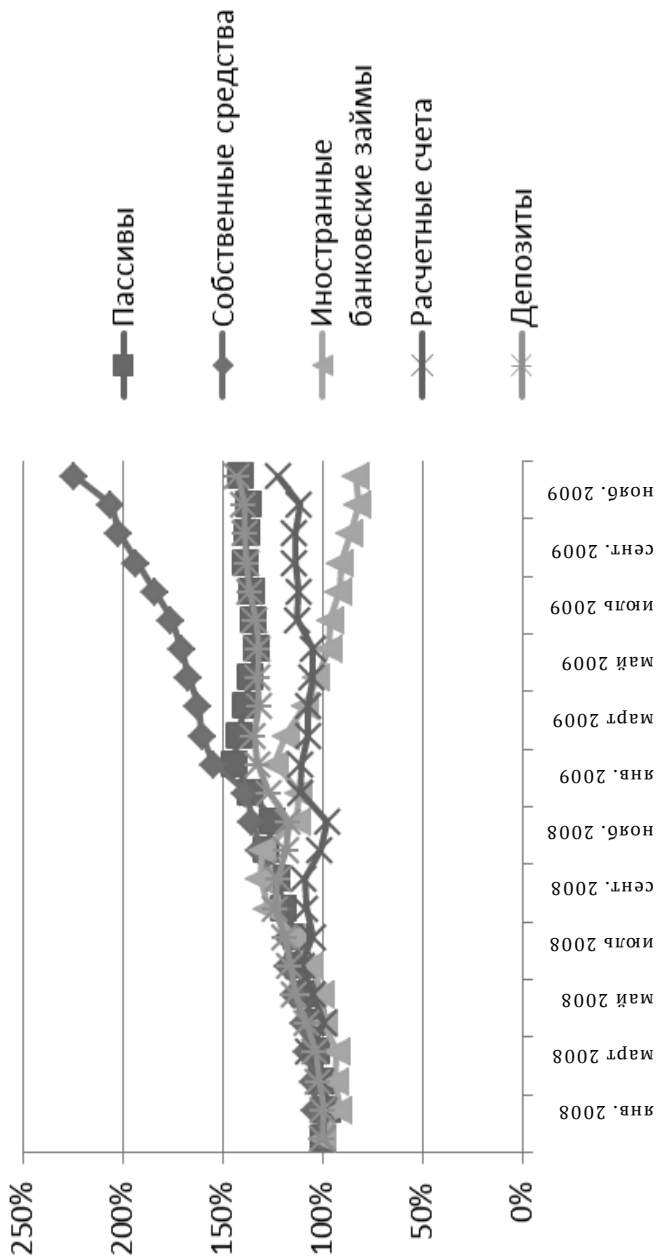 250%
200%
150%
100%
50%
0%
янв. 2008
март 2008
май 2008
июль 2008
сент. 2008
нояб. 2008
янв. 2009
март 2009
май 2009
июль 2009
сент. 2009
нояб. 2009
Пассивы
Собственные средства
Иностранные
банковские займы
Расчетные счета
Депозиты